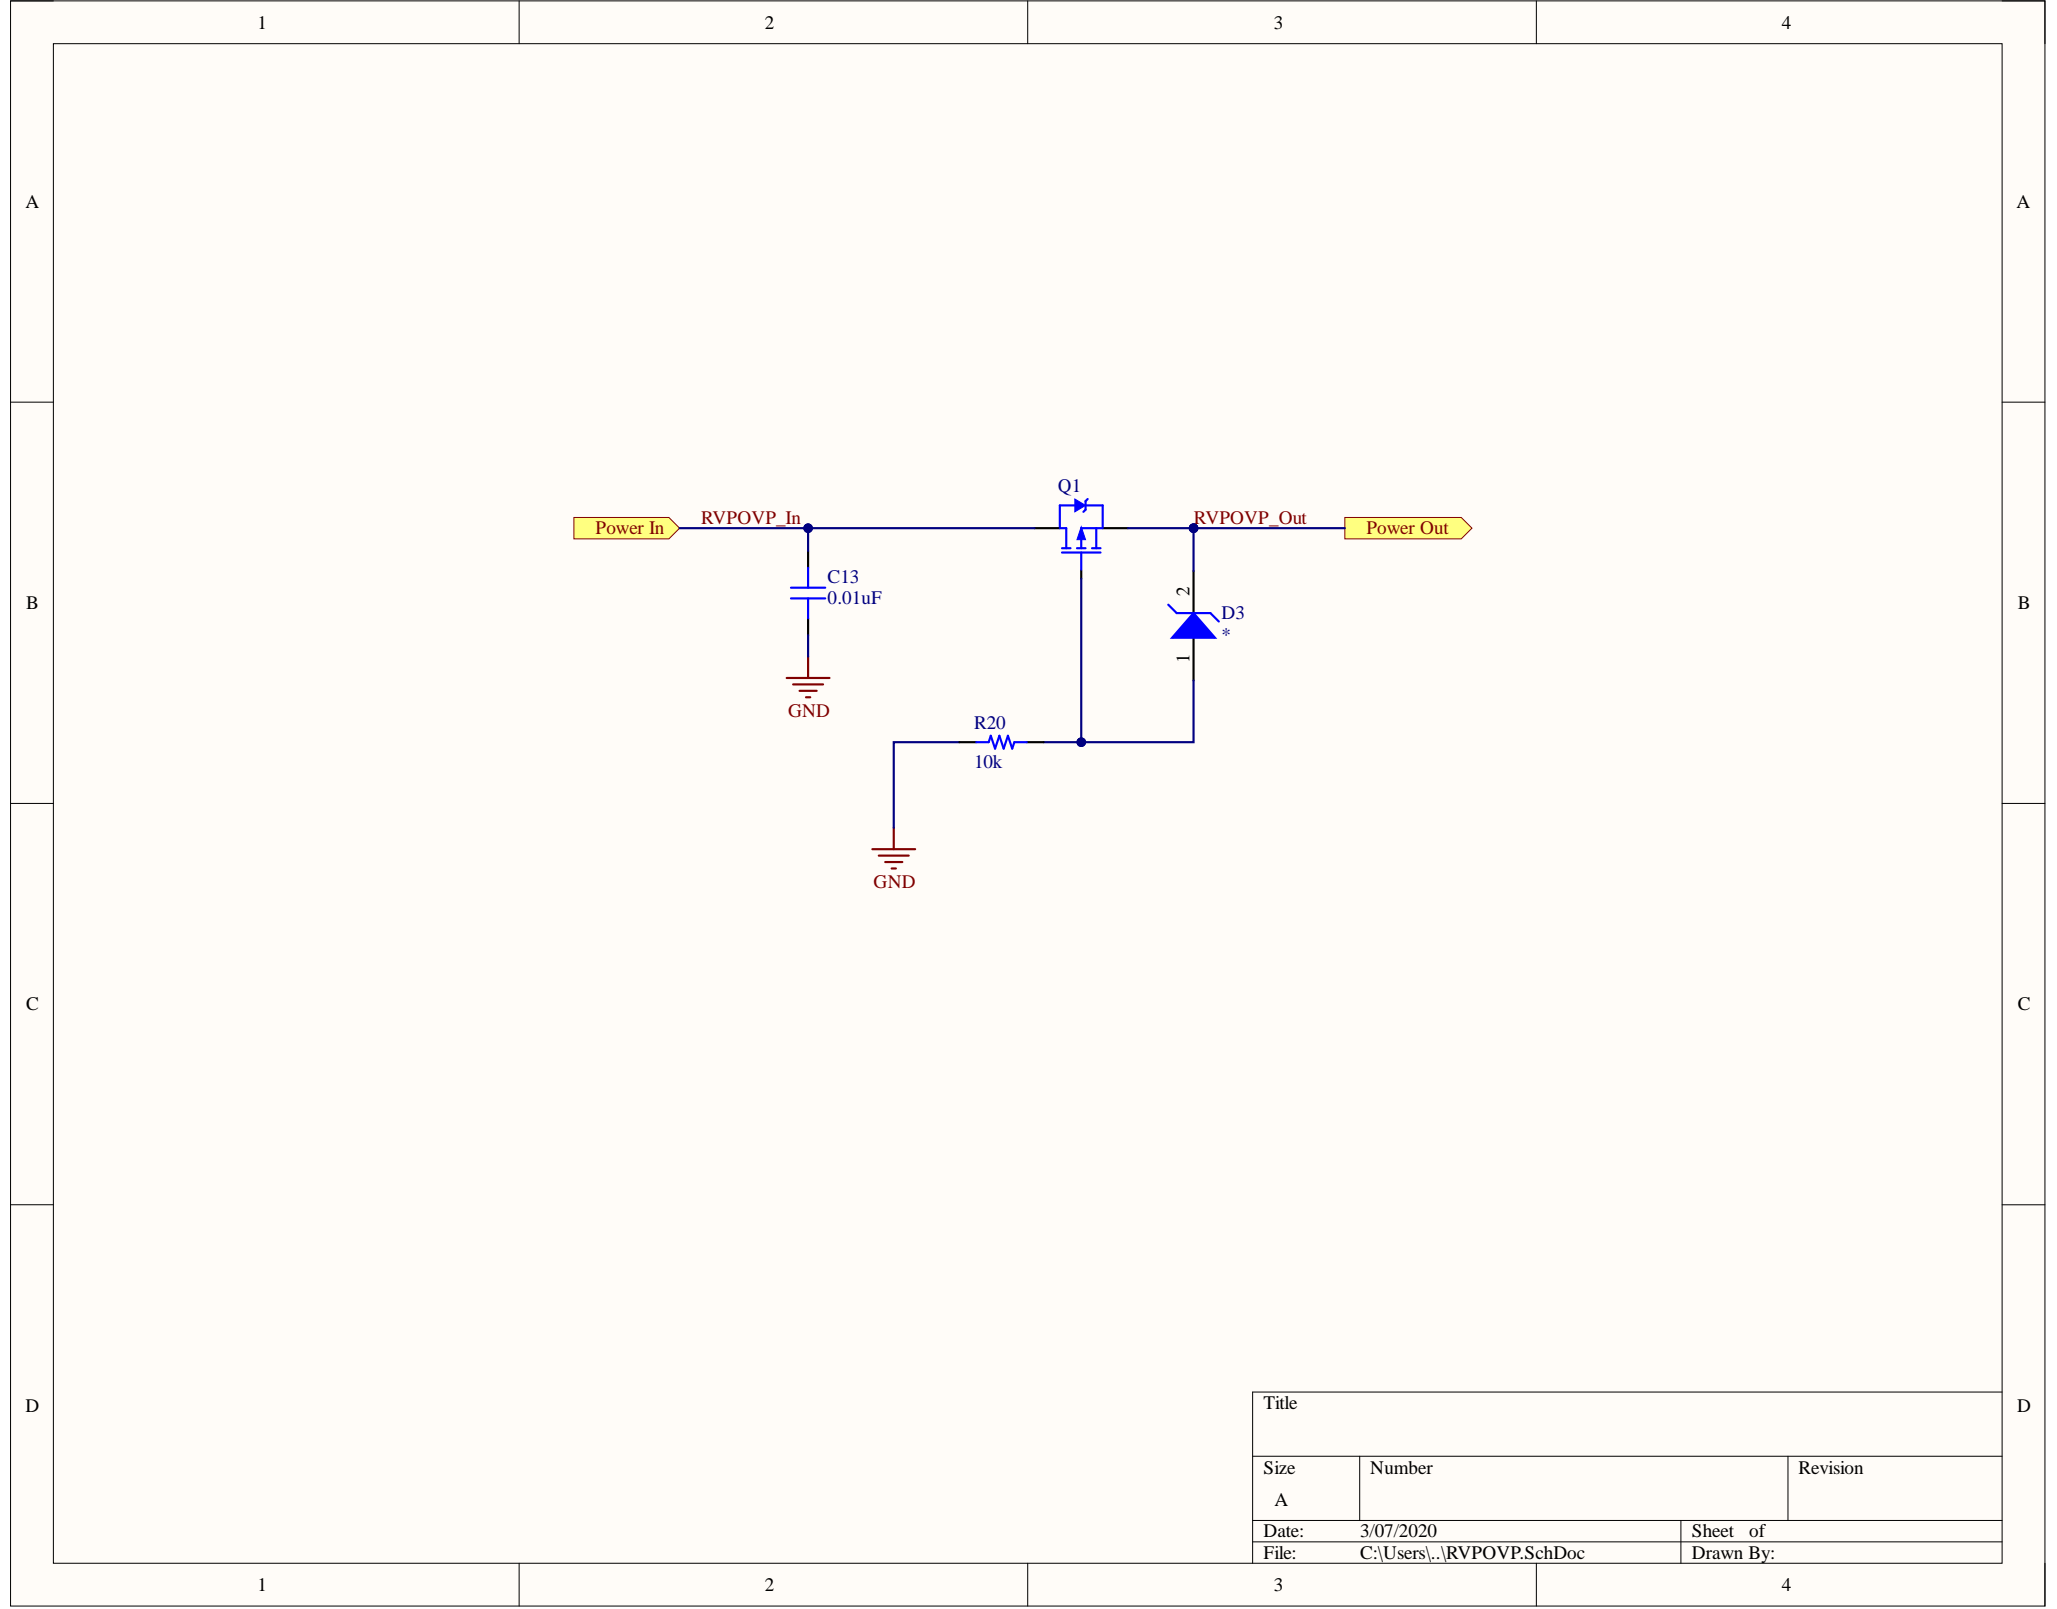 1 2 3 4
A A
Q1
Power In RVPOVP_In RVPOVP_Out Power Out
C13
0.01uF
2
D3
*
1
B B
GND
R20
10k
GND
C C
Title
D D
Size Number Revision
A
Date: 3/07/2020 Sheet of
File: C:\Users\..\RVPOVP.SchDoc Drawn By:
1 2 3 4